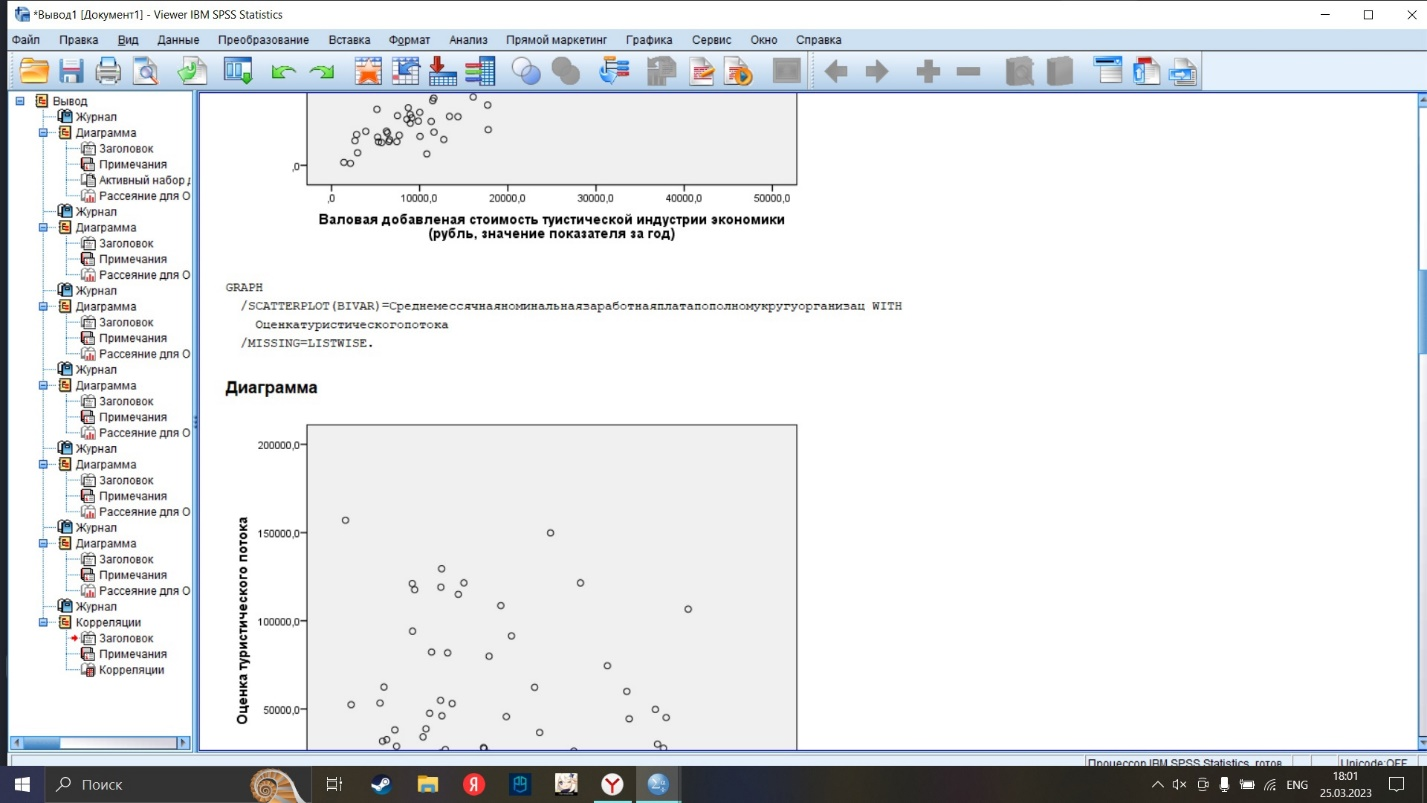 *Вывод1 [Документ1] - Viewer IBM SPSS Statistics
Файл Правка Вид Данные Преобразование Вставка Формат Анализ Прямой маркетинг Графика Сервис Окно Справка
Вывод
Журнал
Диаграмма
Заголовок
Примечания
Активный набор д
Рассеяние для О
Журнал
Диаграмма
Заголовок
Примечания
Рассеяние для О
Журнал
Диаграмма
Заголовок
Примечания
Рассеяние для О
Журнал
Диаграмма
Заголовок
Примечания
Рассеяние для О
Журнал
Диаграмма
Заголовок
Примечания
Рассеяние для О
Журнал
Диаграмма
Заголовок
Примечания
Рассеяние для О
Журнал
Корреляции
Заголовок
Примечания
Корреляции
,0
,0 10000,0 20000,0 30000,0 40000,0 50000,0
Валовая добавленая стоимость туистической индустрии экономики
(рубль, значение показателя за год)
GRAPH
/SCATTERPLOT(BIVAR)=Среднемессячнаяноминальнаязаработнаяплатапополномукругуорганизац WITH
Оценкатуристическогопотока
/MISSING=LISTWISE.
Диаграмма
Оценка туристического потока
200000,0
150000,0
100000,0
50000,0
Процессор IBM SPSS Statistics готов
Unicode:OFF
Поиск
ENG
18:01
25.03.2023